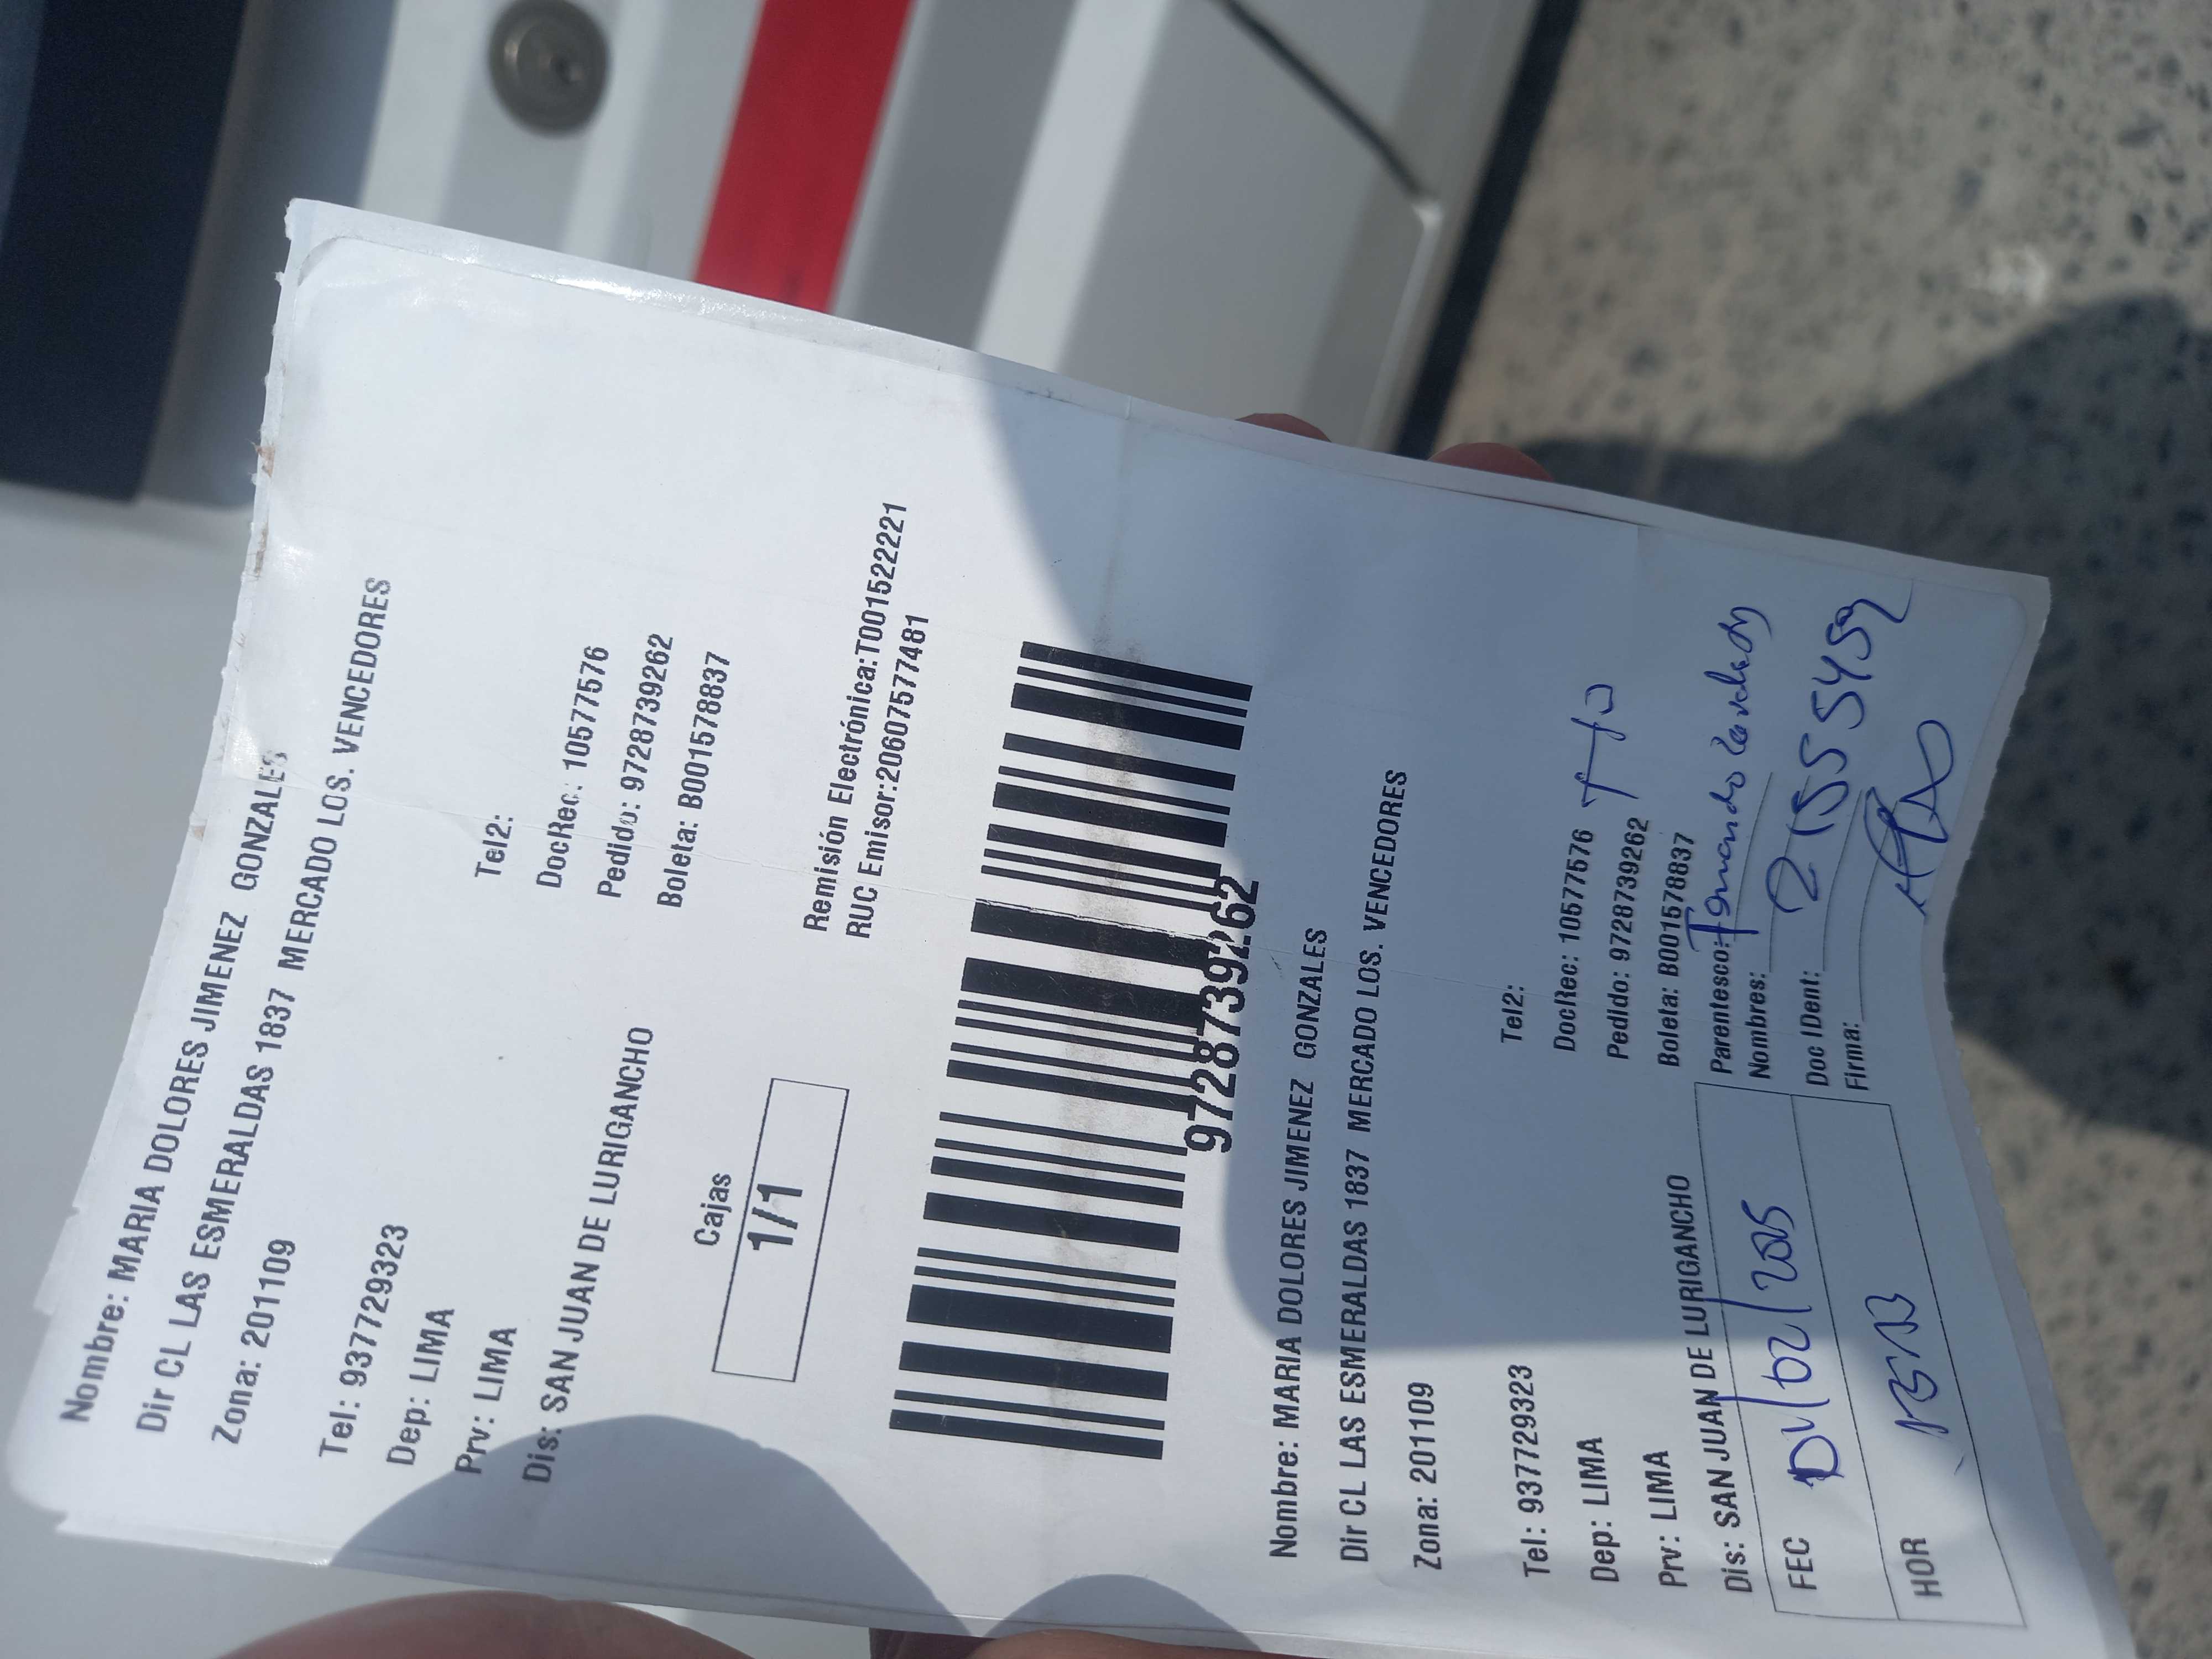 Nombre: MARIA DOLORES JIMENEZ GONZALES
Dir CL LAS ESMERALDAS 1837 MERCADO LOS. VENCEDORES
Zona: 201109
Tel: 937729323
Tel2:
Dep: LIMA
DocRec: 10577576
Prv: LIMA
Pedido: 97287739262
Dis: SAN JUAN DE LURIGANCHO
Boleta: B001578837
Cajas
1/1
Remisión Electrónica:T001522221
RUC Emisor:20607577481
97287739262
Nombre: MARIA DOLORES JIMENEZ GONZALES
Dir CL LAS ESMERALDAS 1837 MERCADO LOS. VENCEDORES
Zona: 201109
Tel: 937729323
Tel2:
Dep: LIMA
DocRec: 10577576
Prv: LIMA
Pedido: 97287739262
Dis: SAN JUAN DE LURIGANCHO
Boleta: B001578837
Parentesco:
FEC
Nombres: Fernando
Doc IDent:
HOR
Firma: